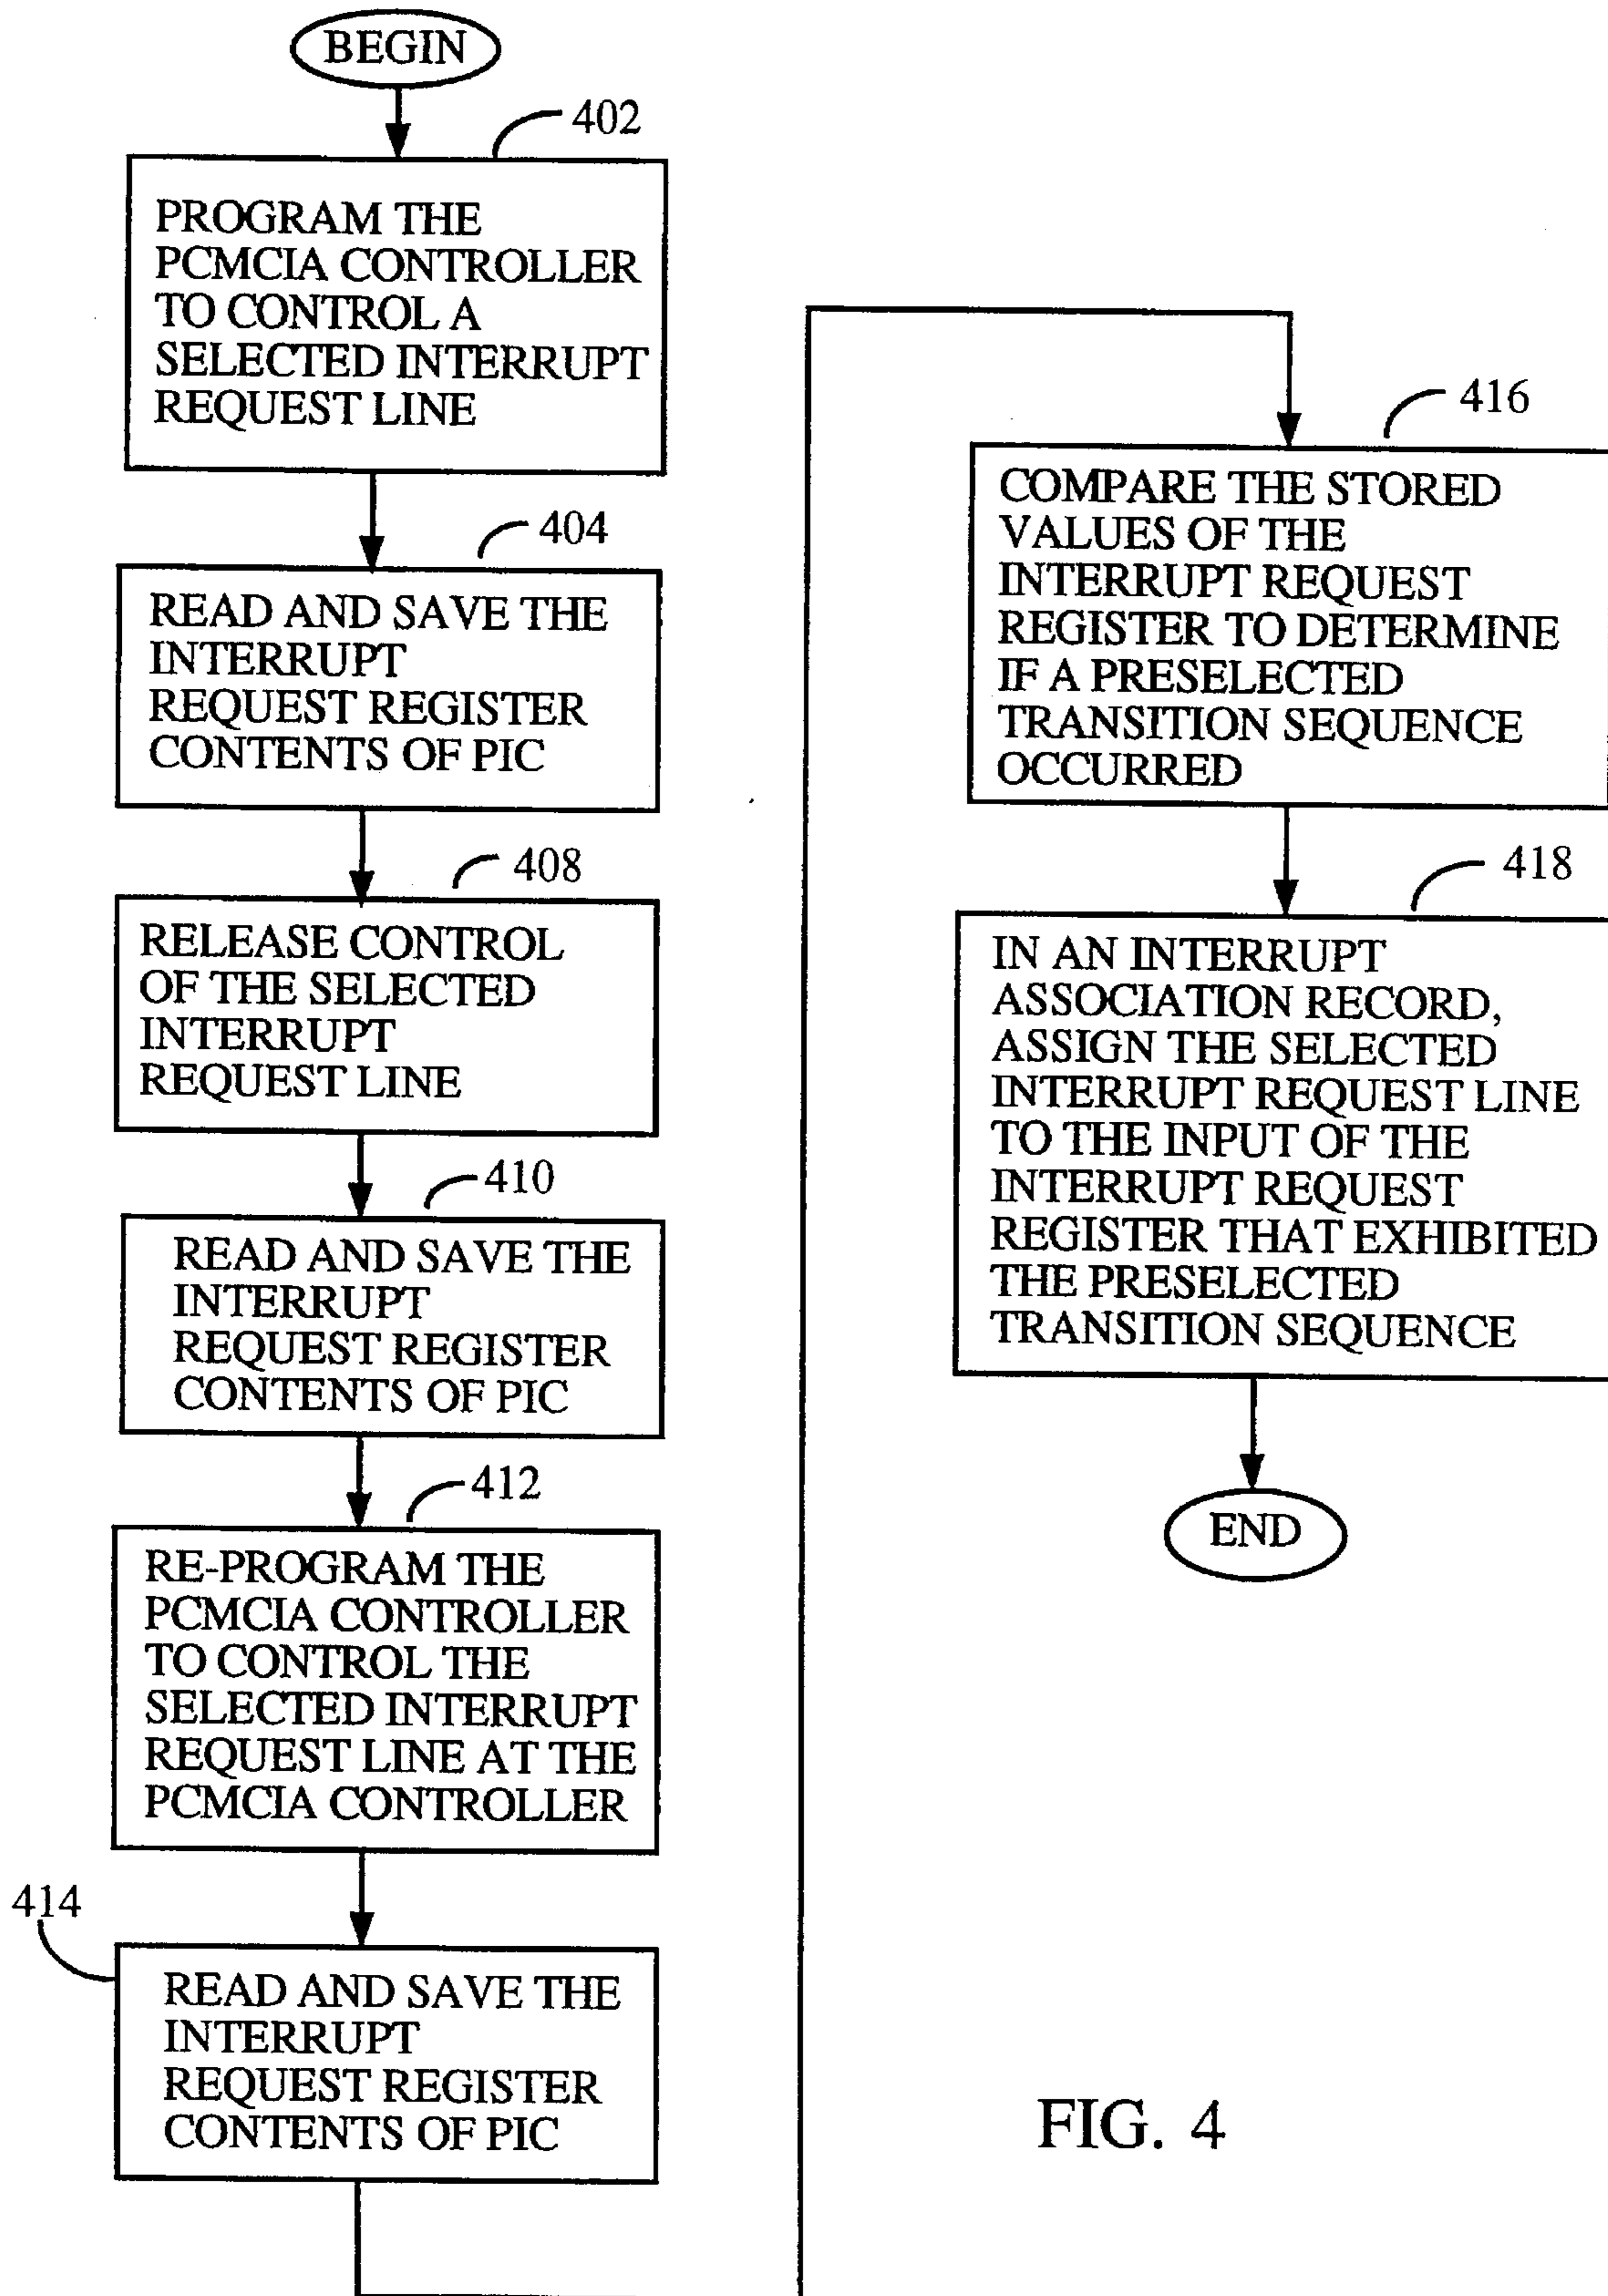 BEGIN
402
PROGRAM THE
PCMCIA CONTROLLER
TO CONTROL A
SELECTED INTERRUPT
REQUEST LINE
404
READ AND SAVE THE
INTERRUPT
REQUEST REGISTER
CONTENTS OF PIC
408
RELEASE CONTROL
OF THE SELECTED
INTERRUPT
REQUEST LINE
410
READ AND SAVE THE
INTERRUPT
REQUEST REGISTER
CONTENTS OF PIC
412
RE-PROGRAM THE
PCMCIA CONTROLLER
TO CONTROL THE
SELECTED INTERRUPT
REQUEST LINE AT THE
PCMCIA CONTROLLER
414
READ AND SAVE THE
INTERRUPT
REQUEST REGISTER
CONTENTS OF PIC
416
COMPARE THE STORED
VALUES OF THE
INTERRUPT REQUEST
REGISTER TO DETERMINE
IF A PRESELECTED
TRANSITION SEQUENCE
OCCURRED
418
IN AN INTERRUPT
ASSOCIATION RECORD,
ASSIGN THE SELECTED
INTERRUPT REQUEST LINE
TO THE INPUT OF THE
INTERRUPT REQUEST
REGISTER THAT EXHIBITED
THE PRESELECTED
TRANSITION SEQUENCE
END
FIG. 4